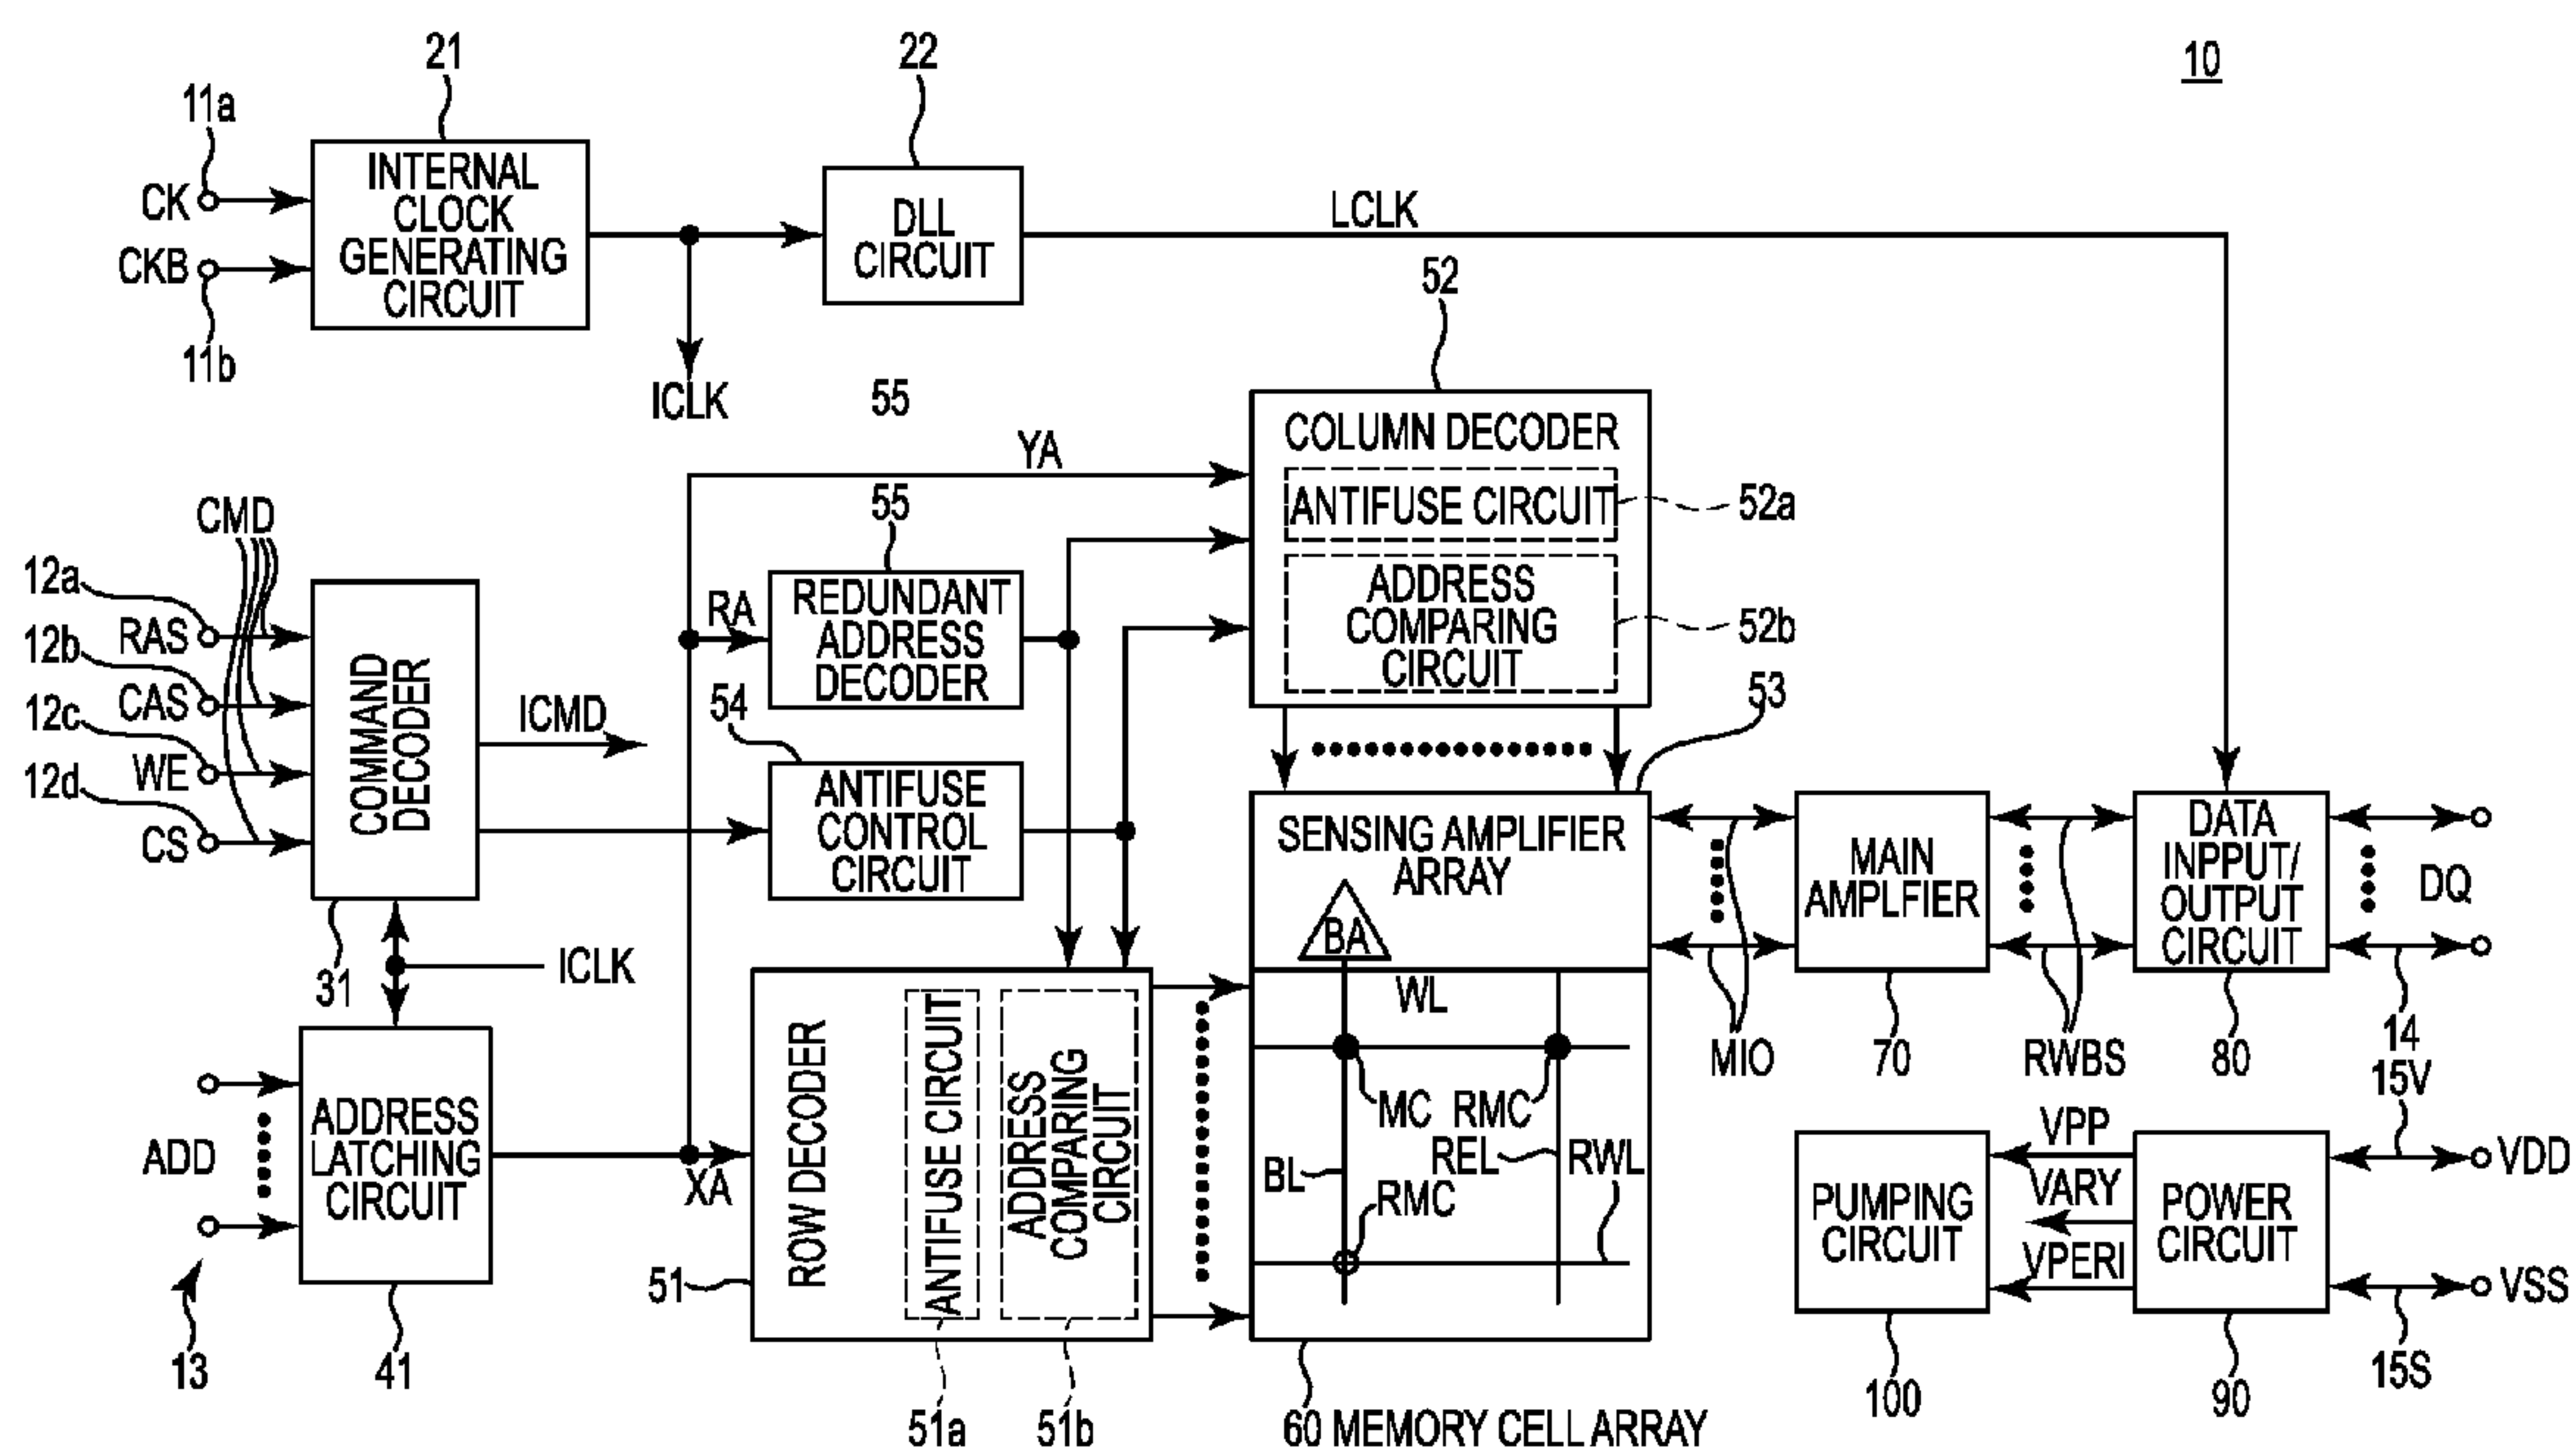 10
21
22
11a
CK
CKB
11b
INTERNAL
CLOCK
GENERATING
CIRCUIT
DLL
CIRCUIT
LCLK
ICLK
55
52
COLUMN DECODER
ANTIFUSE CIRCUIT
52a
ADDRESS
COMPARING
CIRCUIT
52b
53
YA
CMD
12a
RAS
12b
CAS
12c
WE
12d
CS
COMMAND
DECODER
31
ICMD
ICLK
55
RA
REDUNDANT
ADDRESS
DECODER
54
ANTIFUSE
CONTROL
CIRCUIT
SENSING AMPLIFIER
ARRAY
BA
MIO
MAIN
AMPLFIER
70
RWBS
DATA
INPPUT/
OUTPUT
CIRCUIT
80
DQ
14
ADD
13
ADDRESS
LATCHING
CIRCUIT
41
XA
51
ROW DECODER
ANTIFUSE CIRCUIT
51a
ADDRESS
COMPARING
CIRCUIT
51b
WL
MC
RMC
BL
REL
RWL
RMC
60 MEMORY CELL ARRAY
PUMPING
CIRCUIT
100
VPP
VARY
VPERI
POWER
CIRCUIT
90
15V
VDD
VSS
15S